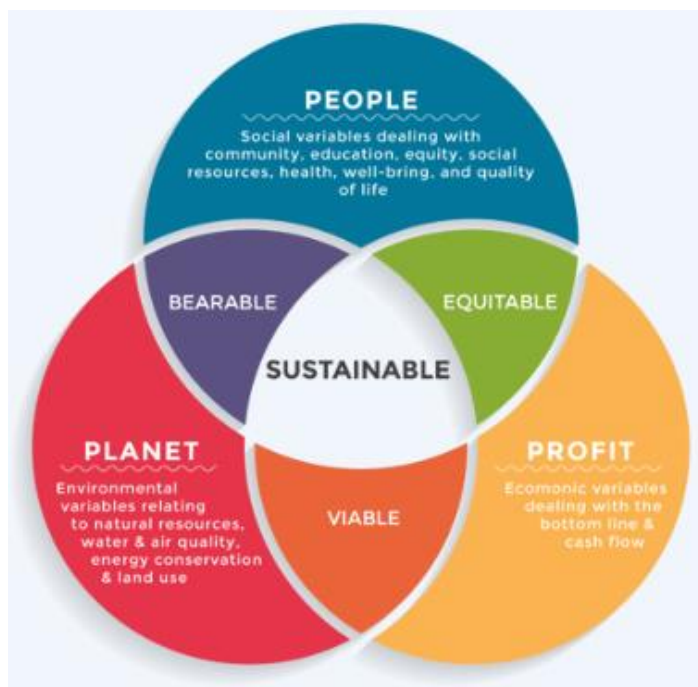 PEOPLE
Social variables dealing with
community, education, equity, social
resources, health, well-bring, and quality
of life
BEARABLE
EQUITABLE
SUSTAINABLE
PLANET
Environmental
variables relating
to natural resources,
water & air quality,
energy conservation
& land use
PROFIT
Ecomonic variables
dealing with the
bottom line &
cash flow
VIABLE